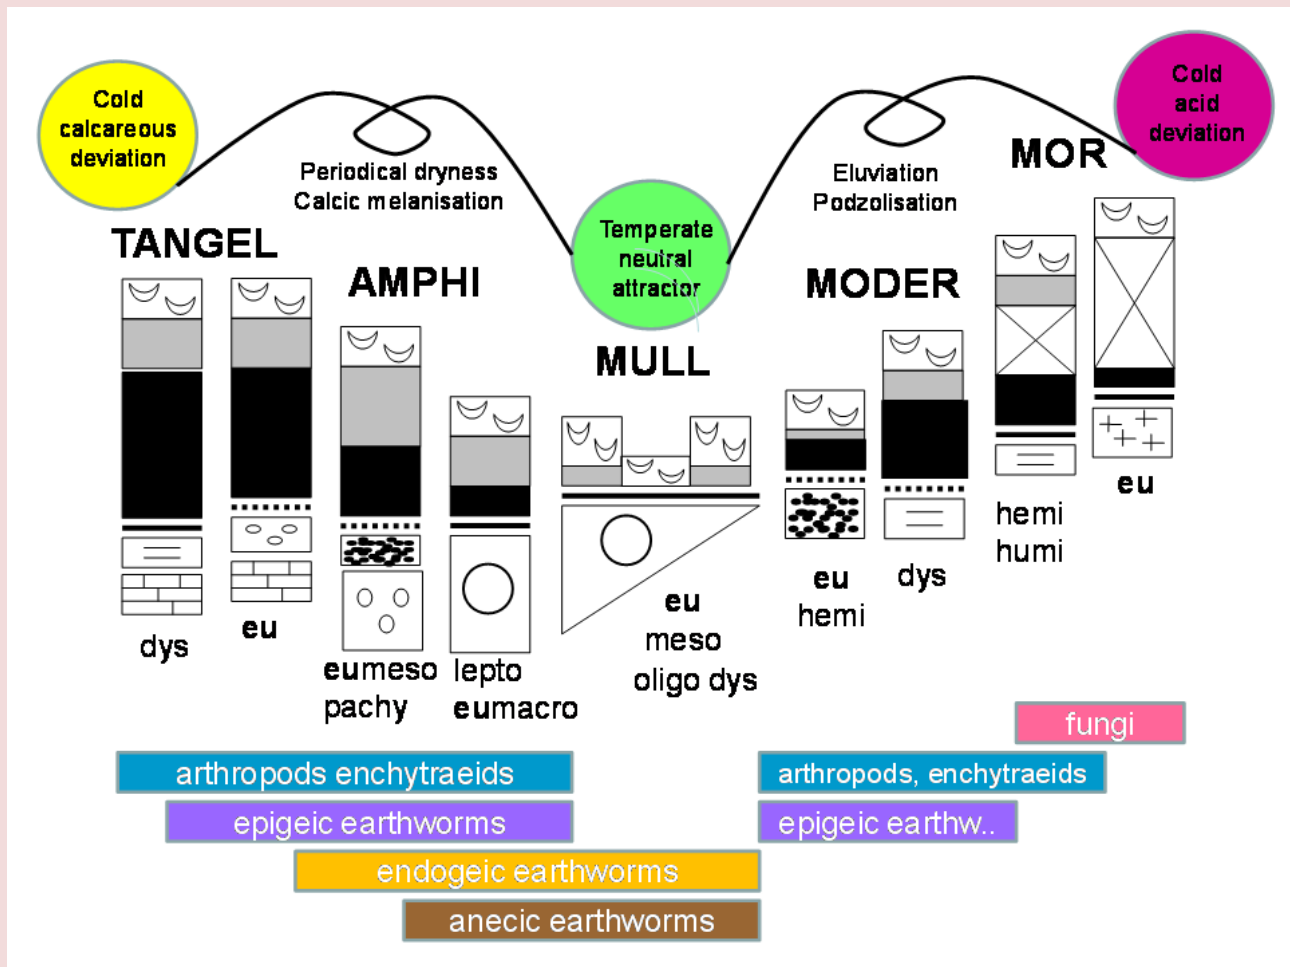 Cold
calcareous
deviation
Periodical dryness
Calcic melanisation
Temperate
neutral
attractor
Eluviation
Podzolisation
Cold
acid
deviation
TANGEL
AMPHI
MULL
MODER
MOR
dys
eu
eumeso
pachy
lepto
eumacro
eu
meso
oligo dys
eu
hemi
dys
hemi
humi
eu
fungi
arthropods enchytraeids
arthropods, enchytraeids
epigeic earthworms
epigeic earthw..
endogeic earthworms
anecic earthworms